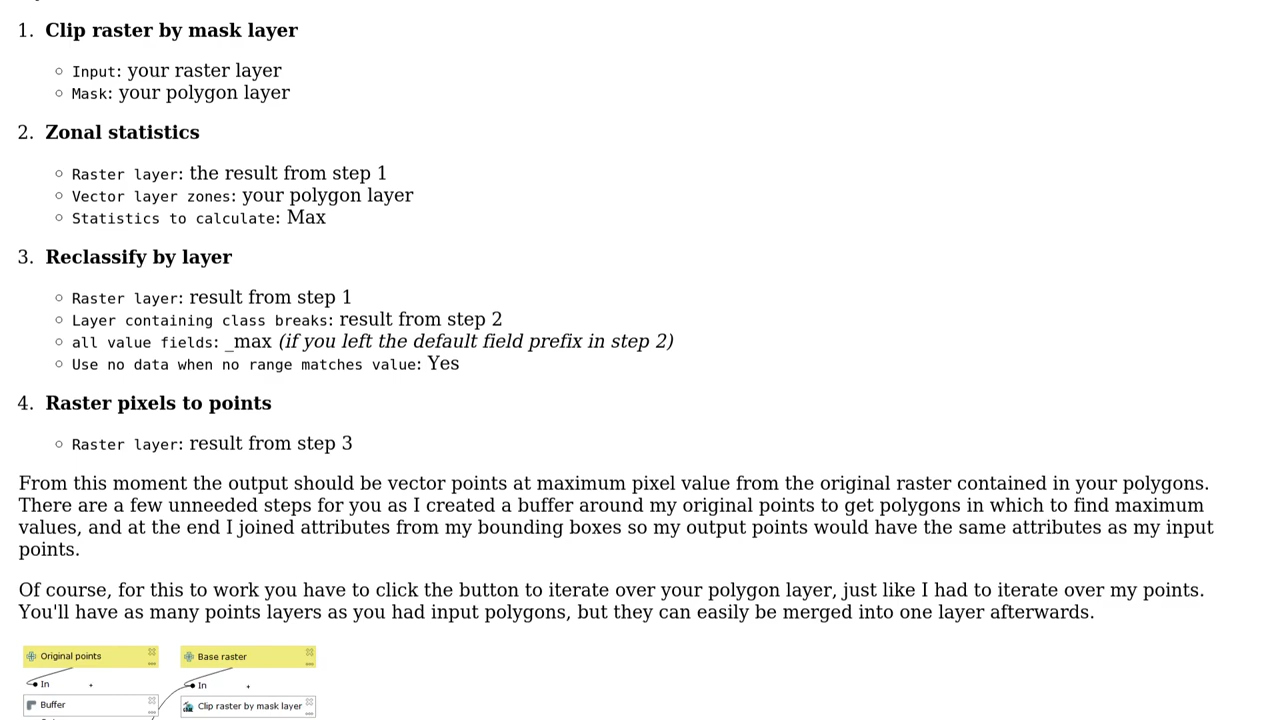 1. Clip raster by mask layer
Input: your raster layer
Mask: your polygon layer
2. Zonal statistics
Raster layer: the result from step 1
Vector layer zones: your polygon layer
Statistics to calculate: Max
3. Reclassify by layer
Raster layer: result from step 1
Layer containing class breaks: result from step 2
all value fields: _max (if you left the default field prefix in step 2)
Use no data when no range matches value: Yes
4. Raster pixels to points
Raster layer: result from step 3
From this moment the output should be vector points at maximum pixel value from the original raster contained in your polygons.
There are a few unneeded steps for you as I created a buffer around my original points to get polygons in which to find maximum
values, and at the end I joined attributes from my bounding boxes so my output points would have the same attributes as my input
points.
Of course, for this to work you have to click the button to iterate over your polygon layer, just like I had to iterate over my points.
You'll have as many points layers as you had input polygons, but they can easily be merged into one layer afterwards.
Original points
Base raster
In
In
Buffer
Clip raster by mask layer